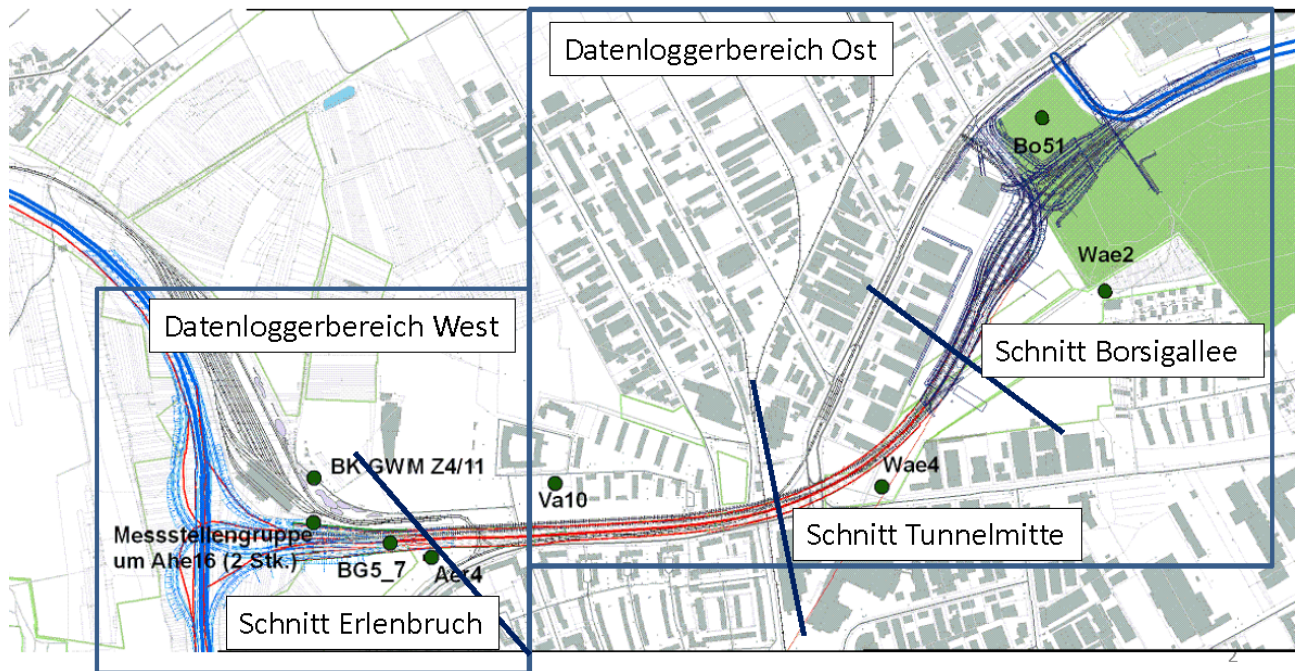 Datenloggerbereich Ost
Bo51
Wae2
Datenloggerbereich West
Schnitt Borsigallee
BK GWM Z4/11
Va10
Wae4
Messstellengruppe
um Ahe16 (2 Stk.)
Schnitt Tunnelmitte
BG5_7
Aer4
Schnitt Erlenbruch
2